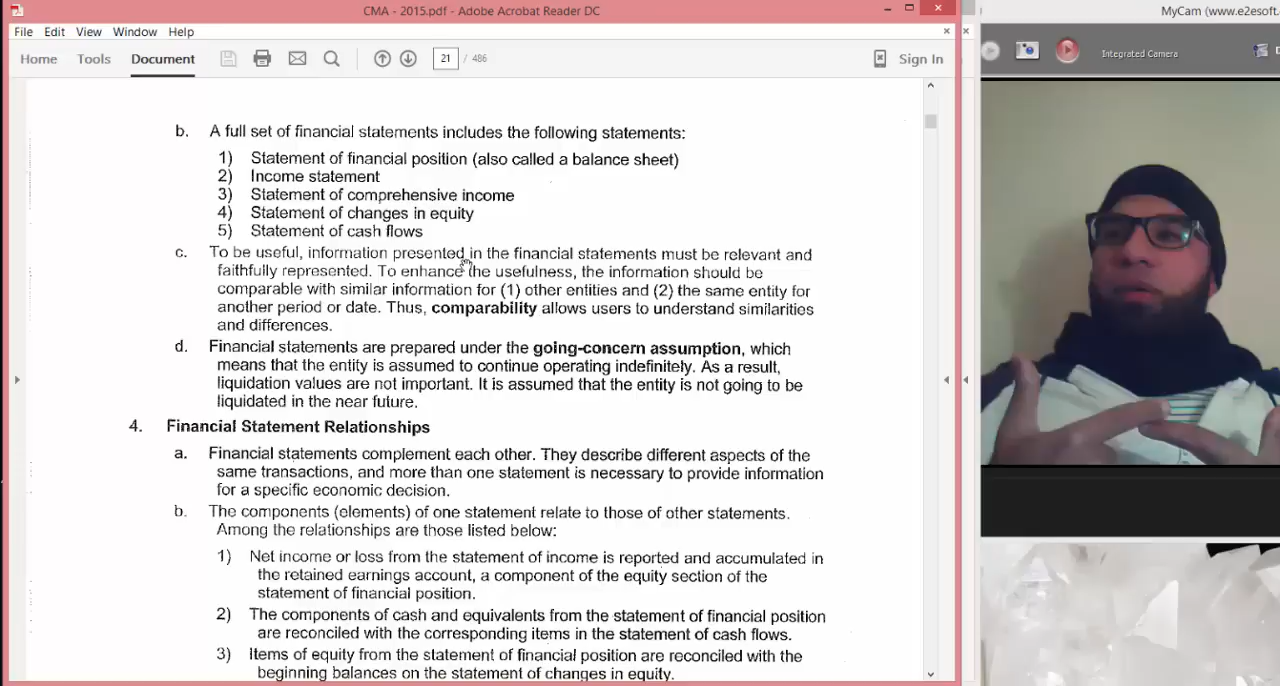 CMA - 2015.pdf - Adobe Acrobat Reader DC
MyCam (www.e2esoft.
File Edit View Window Help
Home Tools Document 21 / 486 Sign In
Integrated Camera
b. A full set of financial statements includes the following statements:
1) Statement of financial position (also called a balance sheet)
2) Income statement
3) Statement of comprehensive income
4) Statement of changes in equity
5) Statement of cash flows
c. To be useful, information presented in the financial statements must be relevant and
faithfully represented. To enhance the usefulness, the information should be
comparable with similar information for (1) other entities and (2) the same entity for
another period or date. Thus, comparability allows users to understand similarities
and differences.
d. Financial statements are prepared under the going-concern assumption, which
means that the entity is assumed to continue operating indefinitely. As a result,
liquidation values are not important. It is assumed that the entity is not going to be
liquidated in the near future.
4. Financial Statement Relationships
a. Financial statements complement each other. They describe different aspects of the
same transactions, and more than one statement is necessary to provide information
for a specific economic decision.
b. The components (elements) of one statement relate to those of other statements.
Among the relationships are those listed below:
1) Net income or loss from the statement of income is reported and accumulated in
the retained earnings account, a component of the equity section of the
statement of financial position.
2) The components of cash and equivalents from the statement of financial position
are reconciled with the corresponding items in the statement of cash flows.
3) Items of equity from the statement of financial position are reconciled with the
beginning balances on the statement of changes in equity.